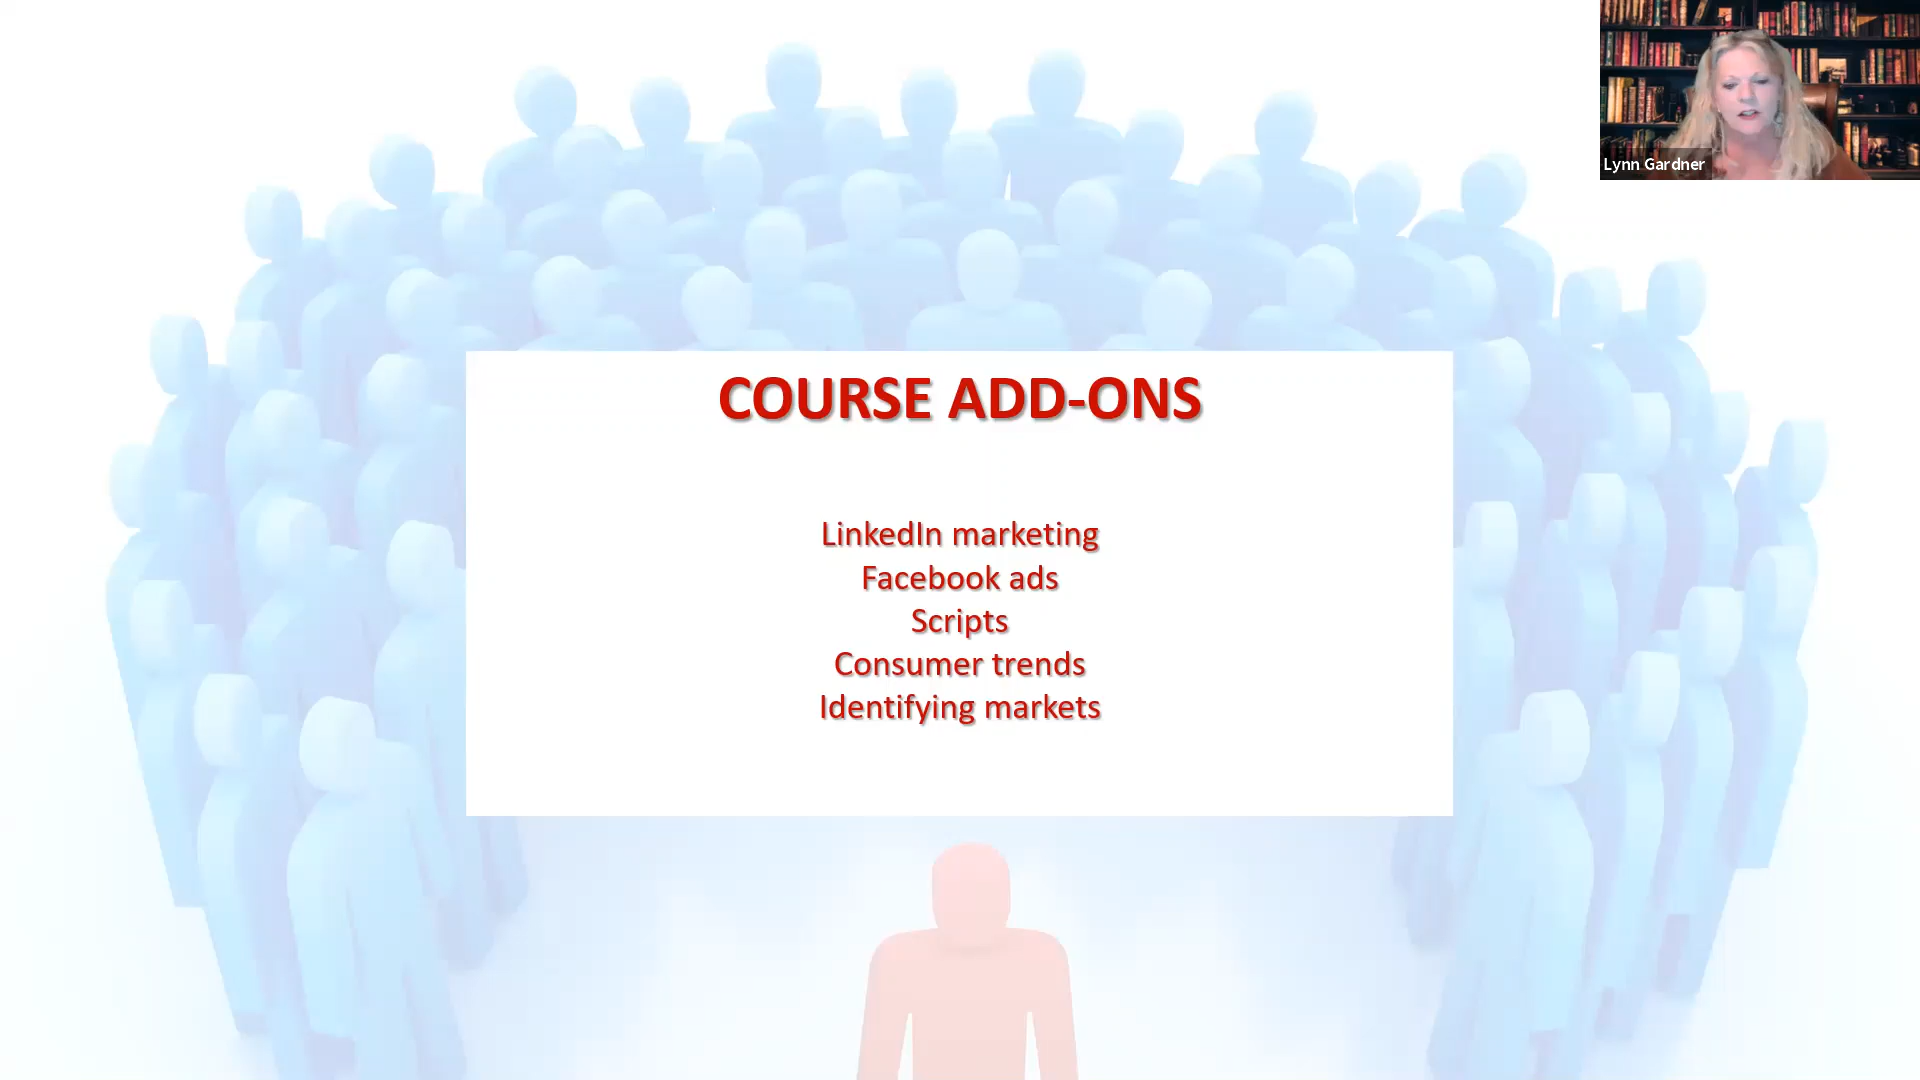 Lynn Gardner
COURSE ADD-ONS
LinkedIn marketing
Facebook ads
Scripts
Consumer trends
Identifying markets